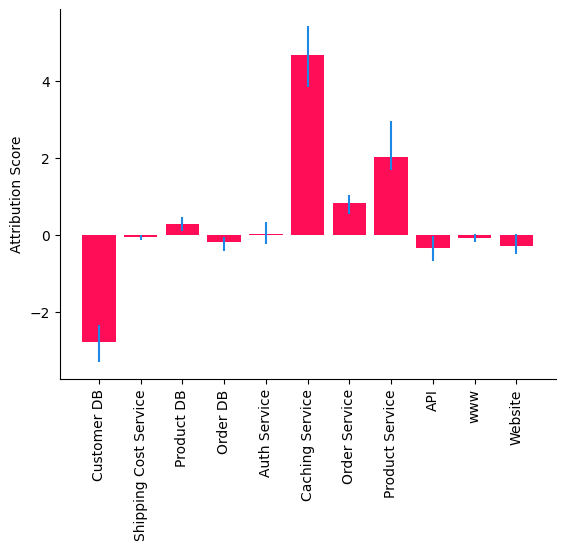 Attribution Score
4
2
0
−2
Customer DB
Shipping Cost Service
Product DB
Order DB
Auth Service
Caching Service
Order Service
Product Service
API
www
Website